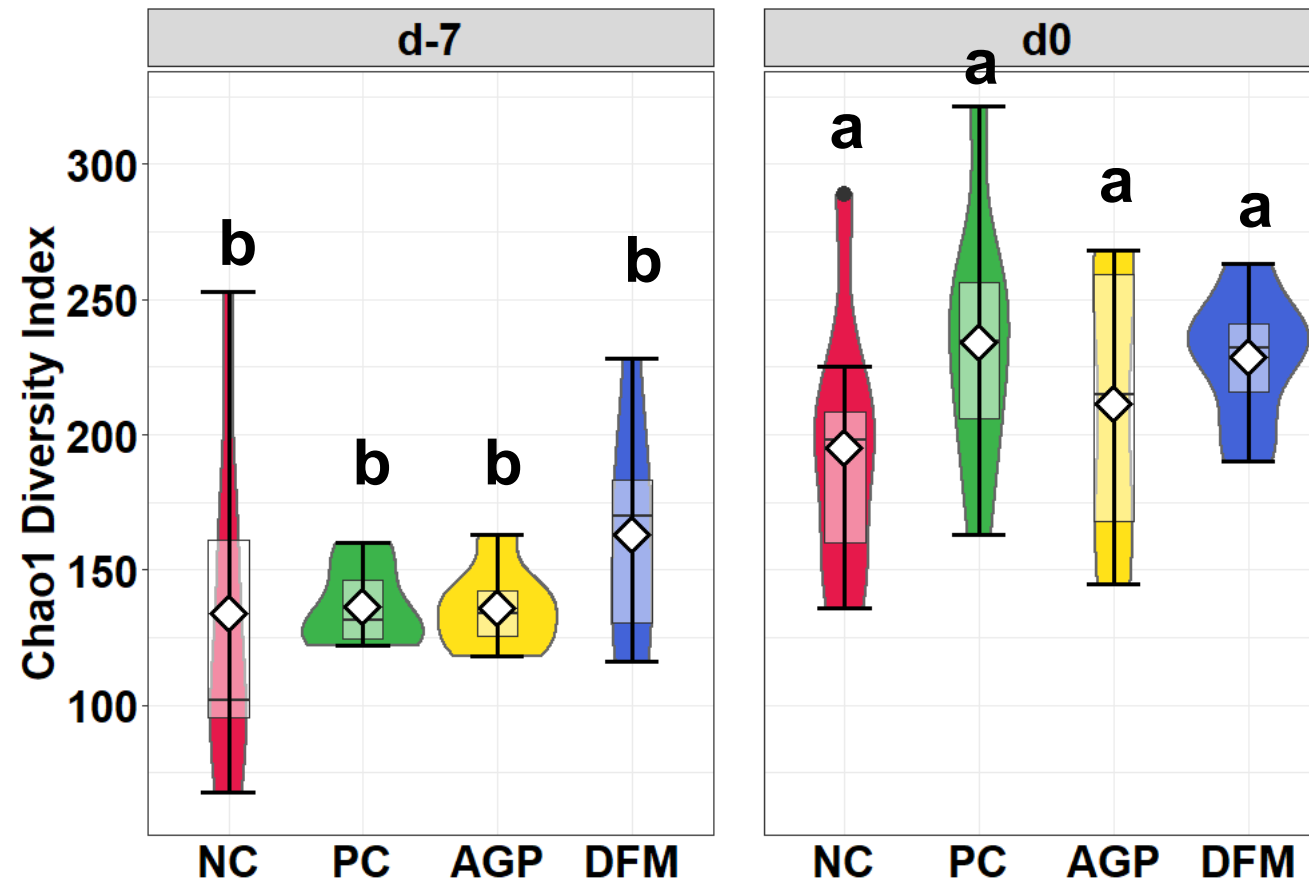 d-7
d0
Chao1 Diversity Index
300
250
200
150
100
b
b
b
b
a
a
a
a
NC PC AGP DFM
NC PC AGP DFM